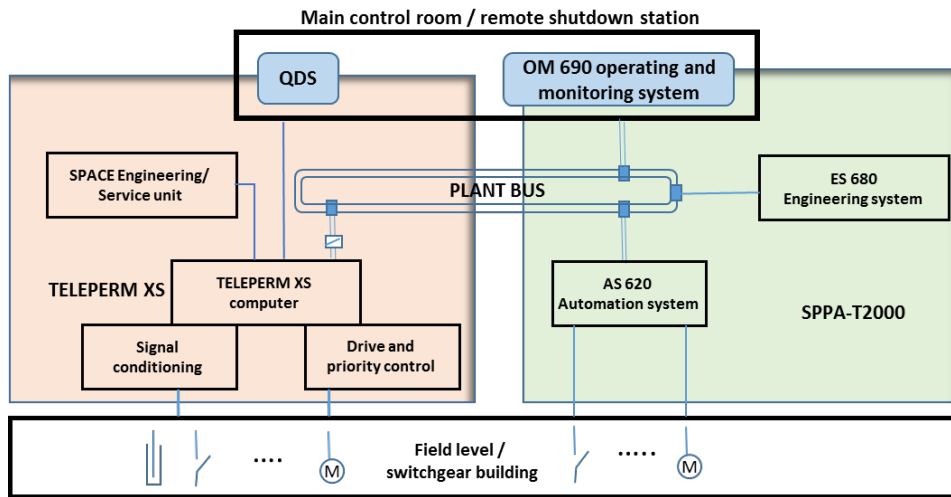 Main control room / remote shutdown station
QDS
OM 690 operating and
monitoring system
SPACE Engineering/
Service unit
PLANT BUS
ES 680
Engineering system
TELEPERM XS
TELEPERM XS
computer
AS 620
Automation system
SPPA-T2000
Signal
conditioning
Drive and
priority control
Field level /
switchgear building
....
M
.....
M